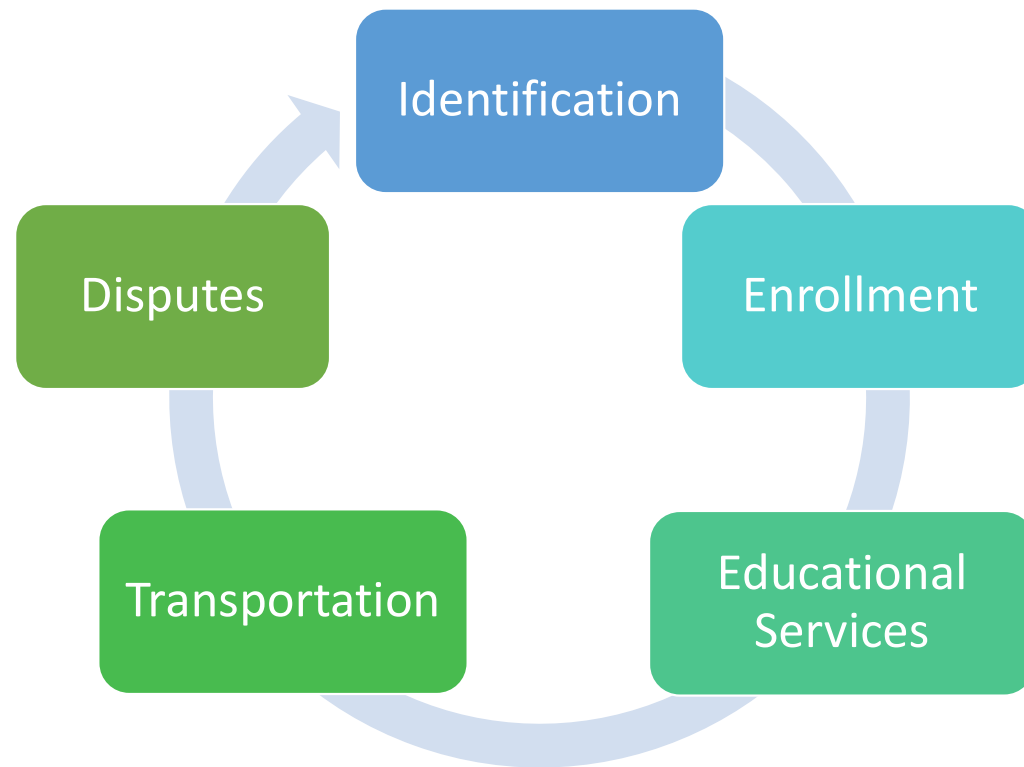 Identification
Enrollment
Educational
Services
Transportation
Disputes